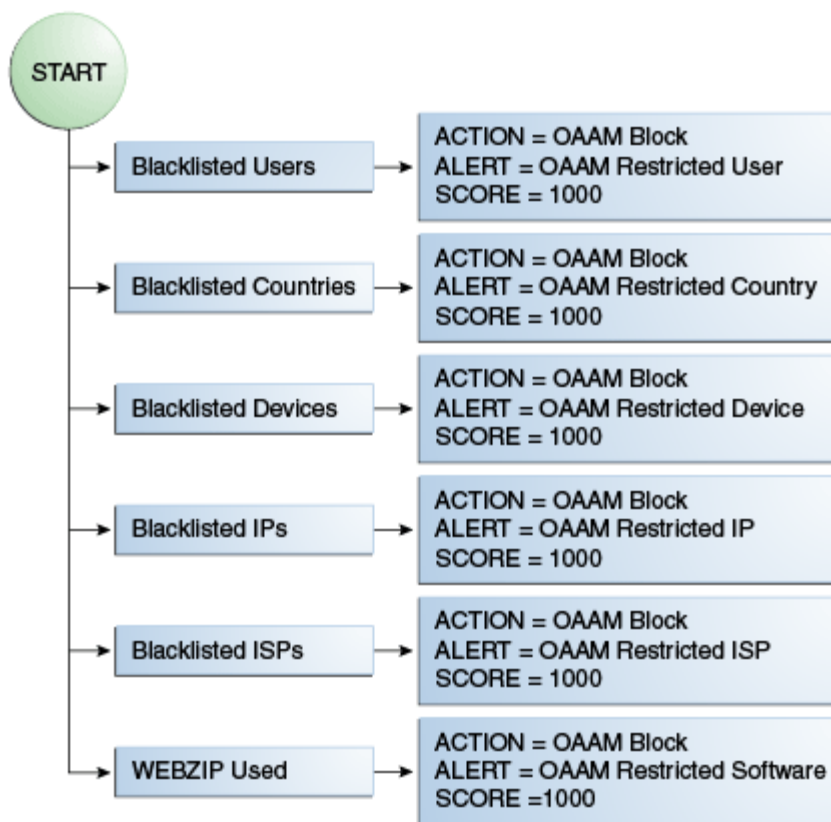 START
Blacklisted Users
ACTION = OAAM Block
ALERT = OAAM Restricted User
SCORE = 1000
Blacklisted Countries
ACTION = OAAM Block
ALERT = OAAM Restricted Country
SCORE = 1000
Blacklisted Devices
ACTION = OAAM Block
ALERT = OAAM Restricted Device
SCORE = 1000
Blacklisted IPs
ACTION = OAAM Block
ALERT = OAAM Restricted IP
SCORE = 1000
Blacklisted ISPs
ACTION = OAAM Block
ALERT = OAAM Restricted ISP
SCORE = 1000
WEBZIP Used
ACTION = OAAM Block
ALERT = OAAM Restricted Software
SCORE =1000